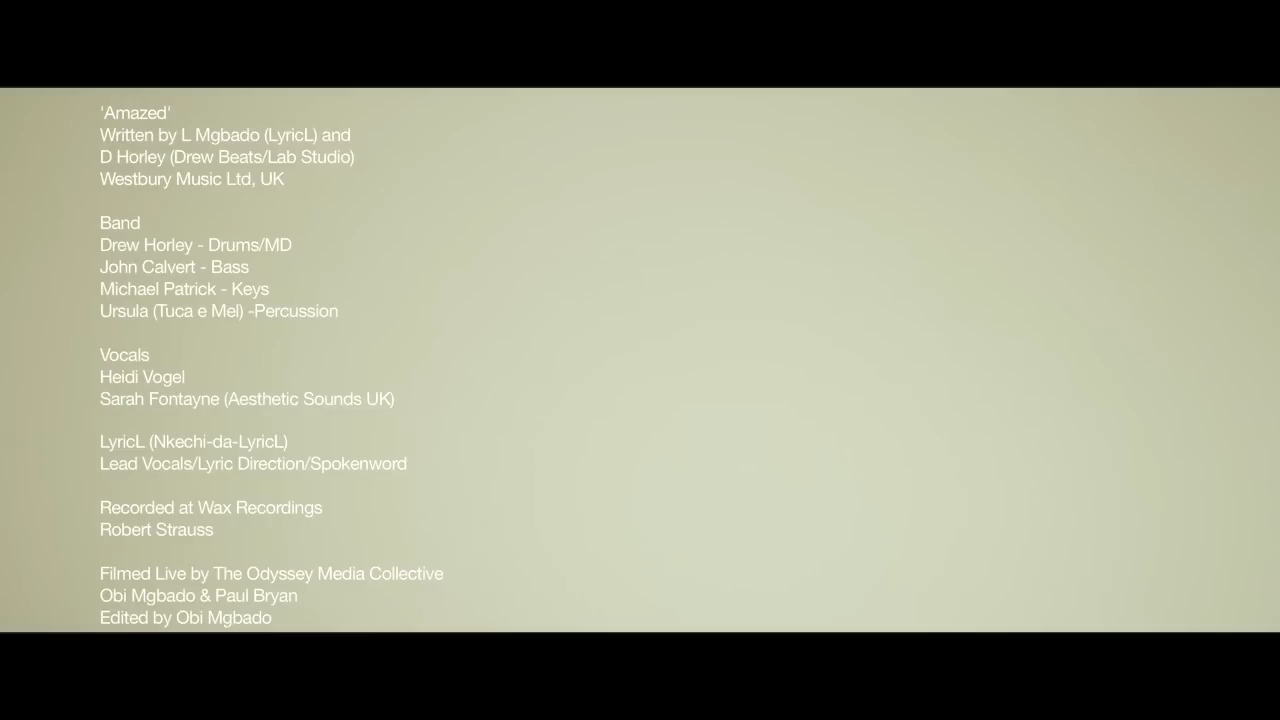 'Amazed'
Written by L Mgbado (LyricL) and
D Horley (Drew Beats/Lab Studio)
Westbury Music Ltd, UK
Band
Drew Horley - Drums/MD
John Calvert - Bass
Michael Patrick - Keys
Ursula (Tuca e Mel) -Percussion
Vocals
Heidi Vogel
Sarah Fontayne (Aesthetic Sounds UK)
LyricL (Nkechi-da-LyricL)
Lead Vocals/Lyric Direction/Spokenword
Recorded at Wax Recordings
Robert Strauss
Filmed Live by The Odyssey Media Collective
Obi Mgbado & Paul Bryan
Edited by Obi Mgbado